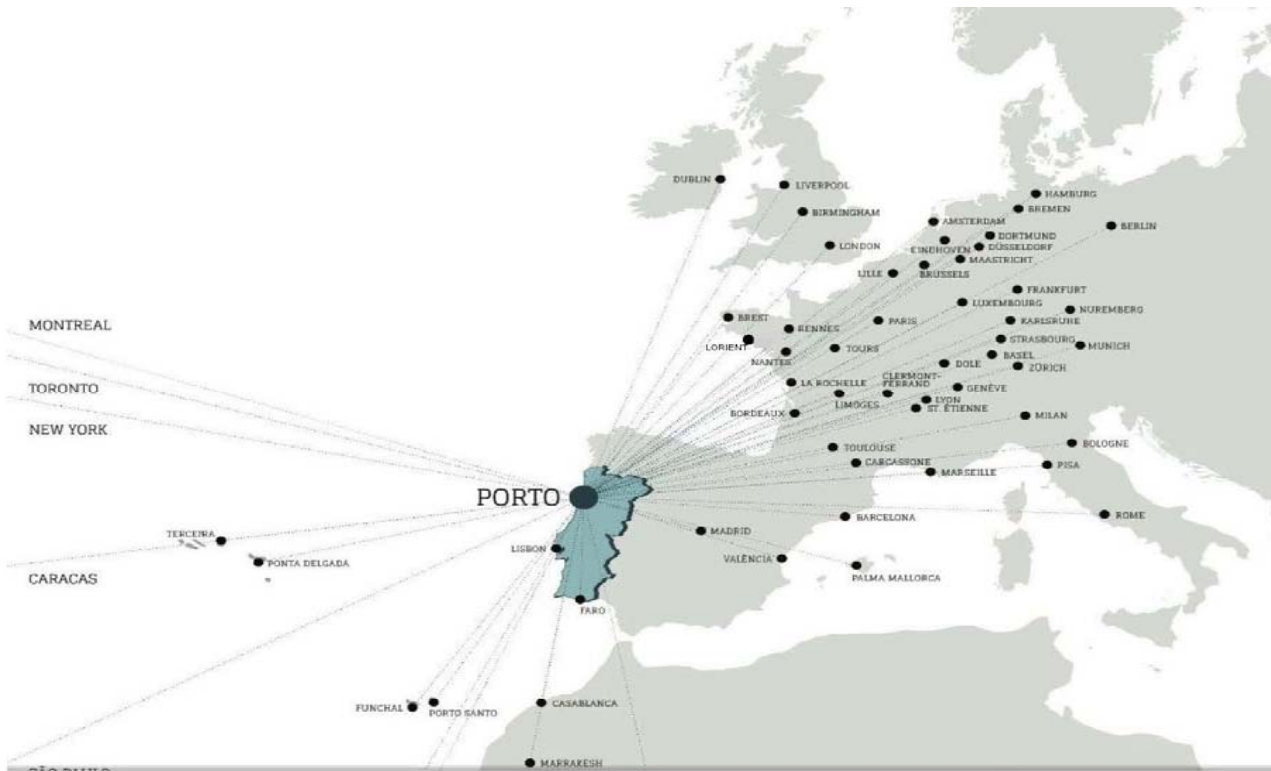 DUBLIN
LIVERPOOL
HAMBURG
BREMEN
BIRMINGHAM
AMSTERDAM
BERLIN
DORTMUND
LONDON
EINDHOVEN
DÜSSELDORF
MAASTRICHT
LILLE
BRUSSELS
FRANKFURT
LUXEMBOURG
NUREMBERG
BREST
PARIS
KARLSRUHE
MONTREAL
RENNES
STRASBOURG
LORIENT
TOURS
MUNICH
NANTES
BASEL
DOLE
ZÜRICH
CLERMONT-
FERRAND
LA ROCHELLE
GENÈVE
TORONTO
LIMOGES
LYON
ST. ÉTIENNE
BORDEAUX
MILAN
NEW YORK
BOLOGNE
TOULOUSE
CARCASSONE
PISA
MARSEILLE
PORTO
BARCELONA
ROME
MADRID
TERCEIRA
LISBON
VALÈNCIA
PONTA DELGADA
CARACAS
PALMA MALLORCA
FARO
FUNCHAL
PORTO SANTO
CASABLANCA
MARRAKESH
SÃO PAULO